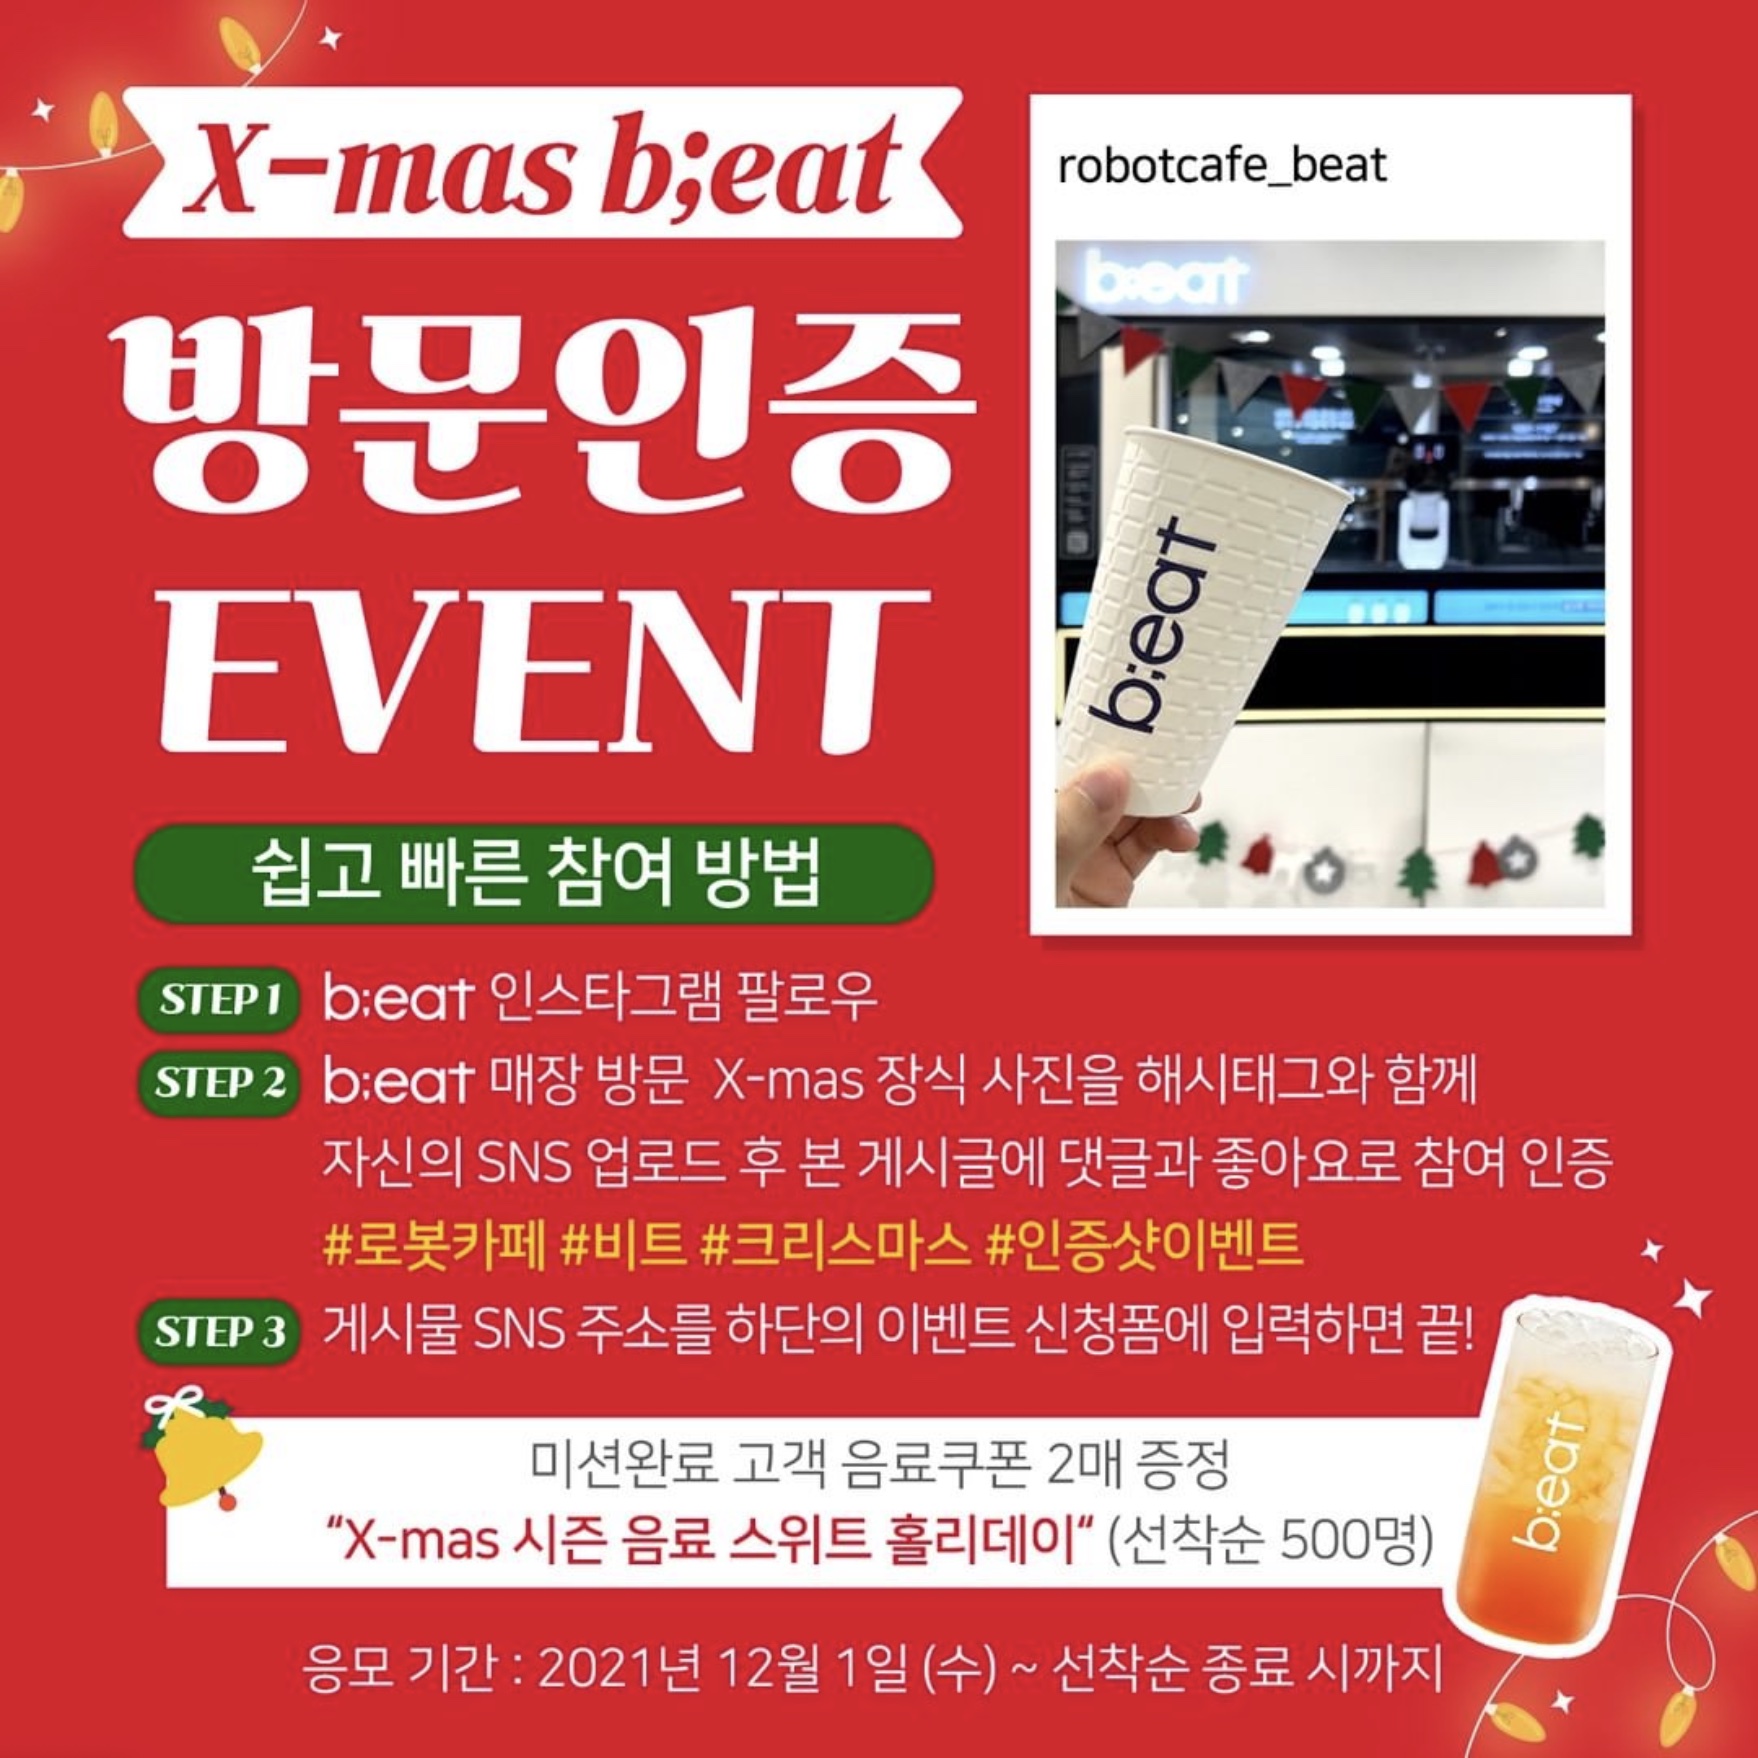 X-mas b;eat
방문인증
EVENT
robotcafe_beat
b;eat
b;eat
쉽고 빠른 참여 방법
STEP 1 b;eat 인스타그램 팔로우
STEP 2 b;eat 매장 방문 X-mas 장식 사진을 해시태그와 함께
자신의 SNS 업로드 후 본 게시글에 댓글과 좋아요로 참여 인증
#로봇카페 #비트 #크리스마스 #인증샷이벤트
STEP 3 게시물 SNS 주소를 하단의 이벤트 신청폼에 입력하면 끝!
미션완료 고객 음료쿠폰 2매 증정
“X-mas 시즌 음료 스위트 홀리데이“ (선착순 500명)
b;eat
응모 기간 : 2021년 12월 1일 (수) ~ 선착순 종료 시까지